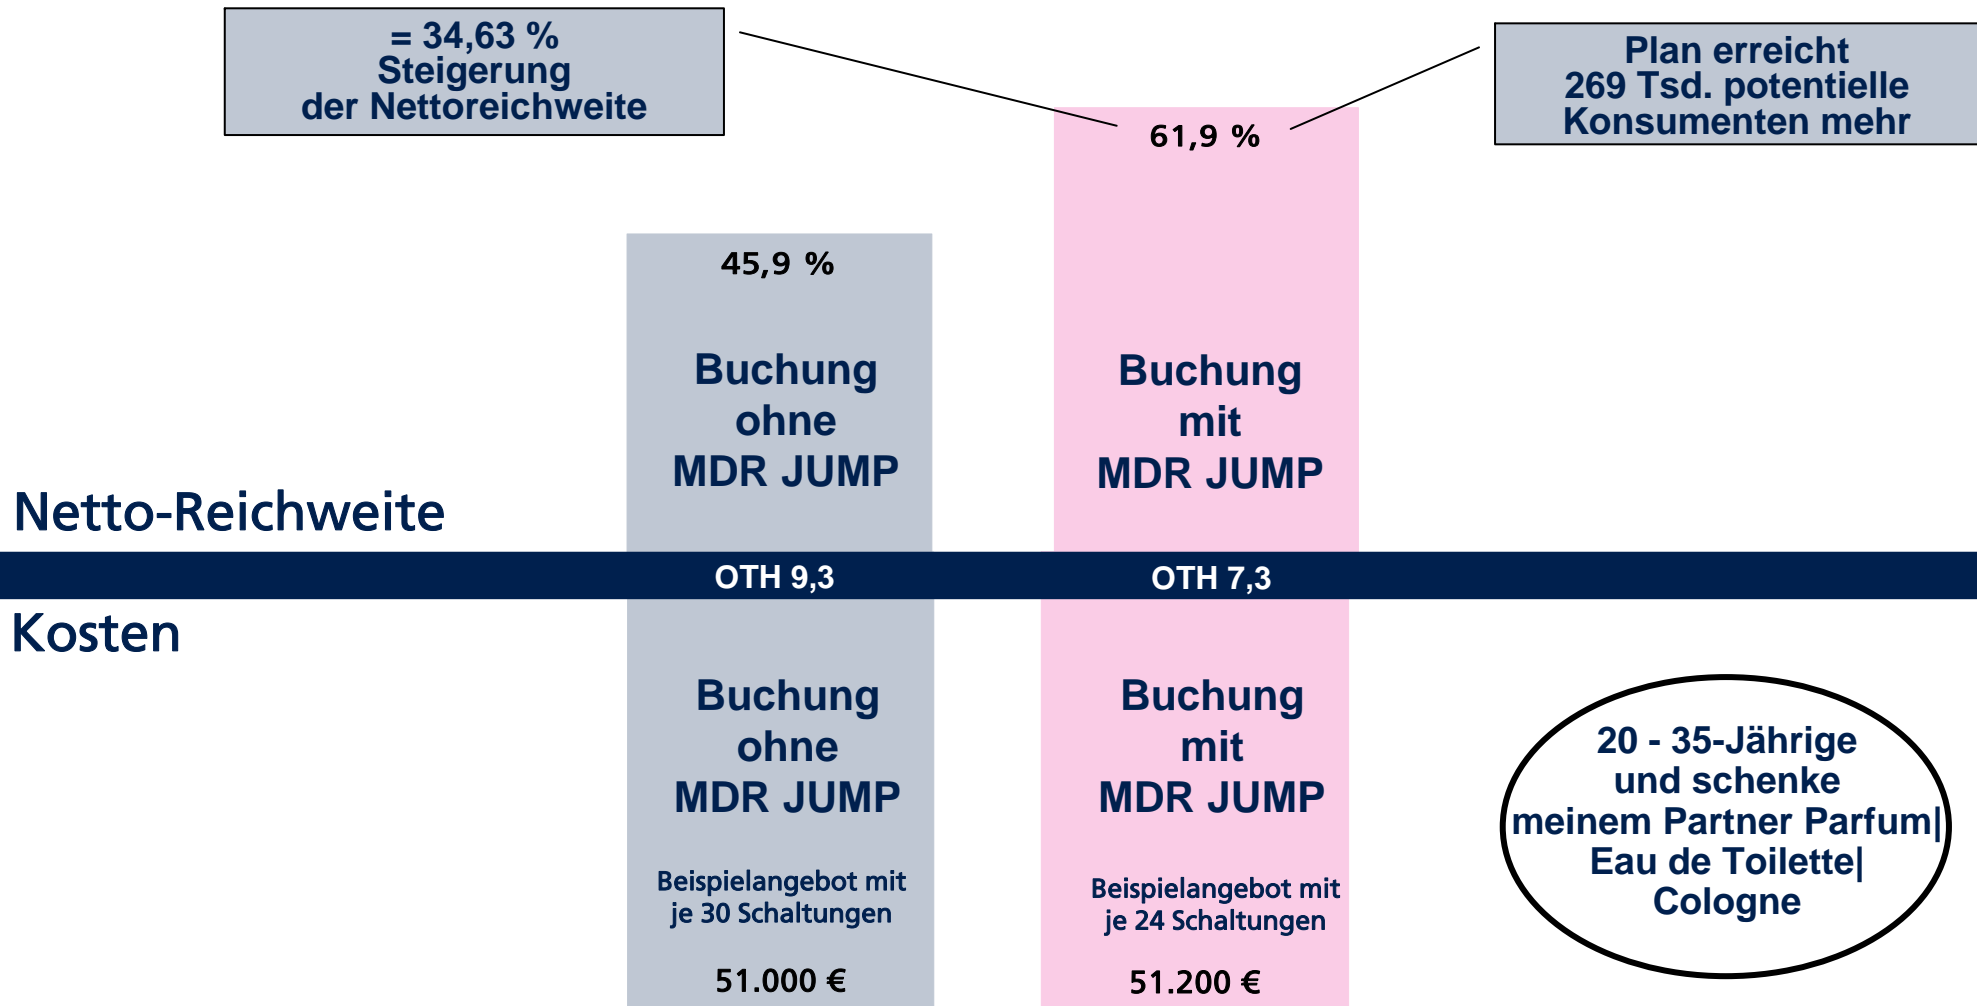 = 34,63 %
Steigerung
der Nettoreichweite
Plan erreicht
269 Tsd. potentielle
Konsumenten mehr
61,9 %
45,9 %
Buchung
ohne
MDR JUMP
Buchung
mit
MDR JUMP
Netto-Reichweite
OTH 9,3
OTH 7,3
Kosten
Buchung
ohne
MDR JUMP
Beispielangebot mit
je 30 Schaltungen
51.000 €
Buchung
mit
MDR JUMP
Beispielangebot mit
je 24 Schaltungen
51.200 €
20 - 35-Jährige
und schenke
meinem Partner Parfum|
Eau de Toilette|
Cologne